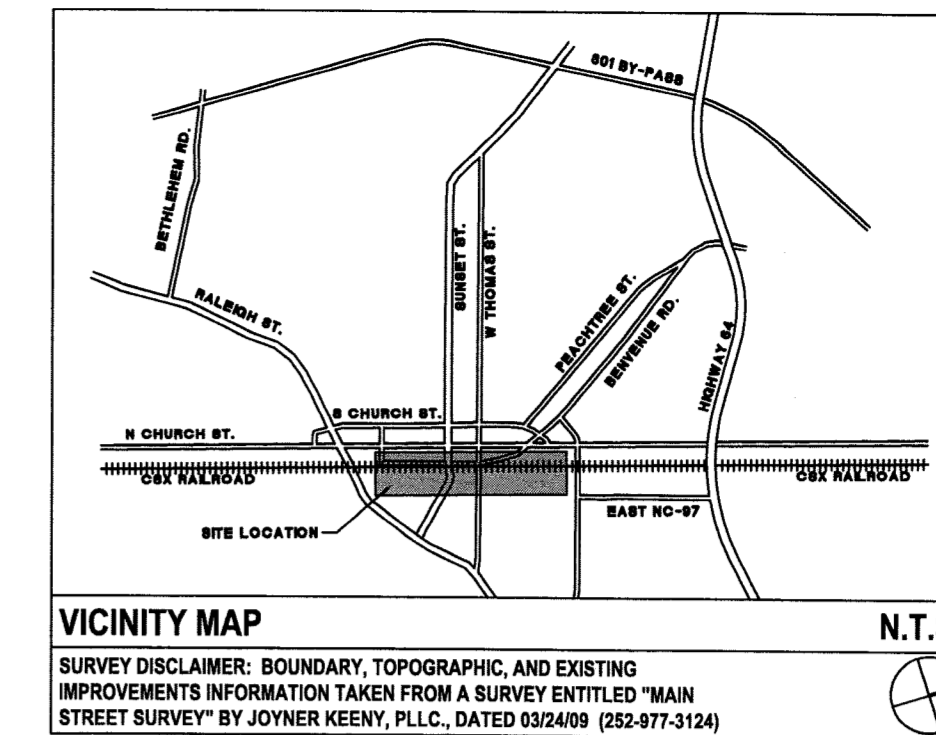 801 BY-PASS
BETHLEHEM RD.
SUNSET ST.
W THOMAS ST.
RALEIGH ST.
PEACHTREE ST.
BENVENUE RD.
HIGHWAY 64
S CHURCH ST.
N CHURCH ST.
CSX RAILROAD
CSX RAILROAD
EAST NC-97
SITE LOCATION
VICINITY MAP
N.T.
SURVEY DISCLAIMER: BOUNDARY, TOPOGRAPHIC, AND EXISTING
IMPROVEMENTS INFORMATION TAKEN FROM A SURVEY ENTITLED "MAIN
STREET SURVEY" BY JOYNER KEENY, PLLC., DATED 03/24/09 (252-977-3124)